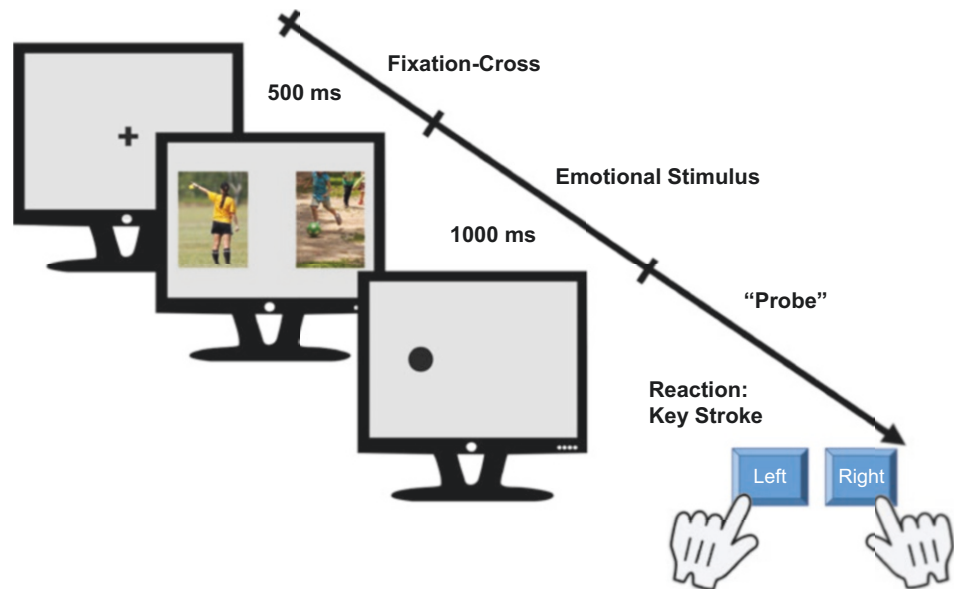 Fixation-Cross
500 ms
Emotional Stimulus
1000 ms
“Probe”
Reaction:
Key Stroke
Left
Right